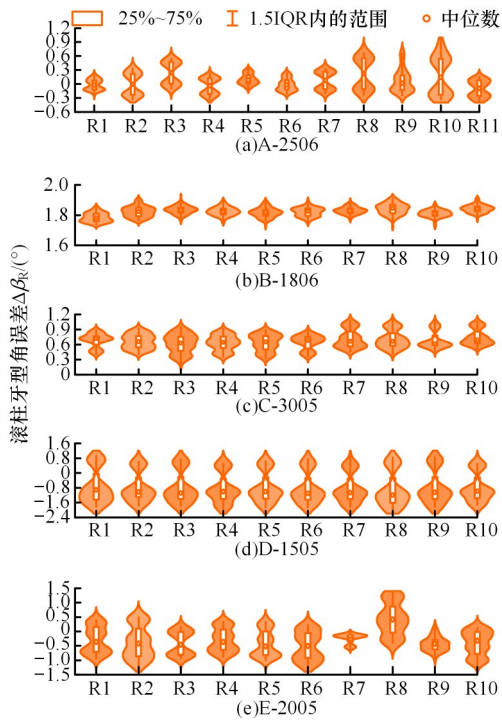 25%~75% 1.5IQR内的范围 中位数
滚柱牙型角误差ΔβR/(°)
1.2
0.9
0.6
0.3
0
−0.3
−0.6
R1 R2 R3 R4 R5 R6 R7 R8 R9 R10 R11
(a)A-2506
2.0
1.8
1.6
R1 R2 R3 R4 R5 R6 R7 R8 R9 R10
(b)B-1806
1.2
0.9
0.6
0.3
0
R1 R2 R3 R4 R5 R6 R7 R8 R9 R10
(c)C-3005
1.6
0.8
0
−0.8
−1.6
−2.4
R1 R2 R3 R4 R5 R6 R7 R8 R9 R10
(d)D-1505
1.5
1.0
0.5
0
−0.5
−1.0
−1.5
R1 R2 R3 R4 R5 R6 R7 R8 R9 R10
(e)E-2005